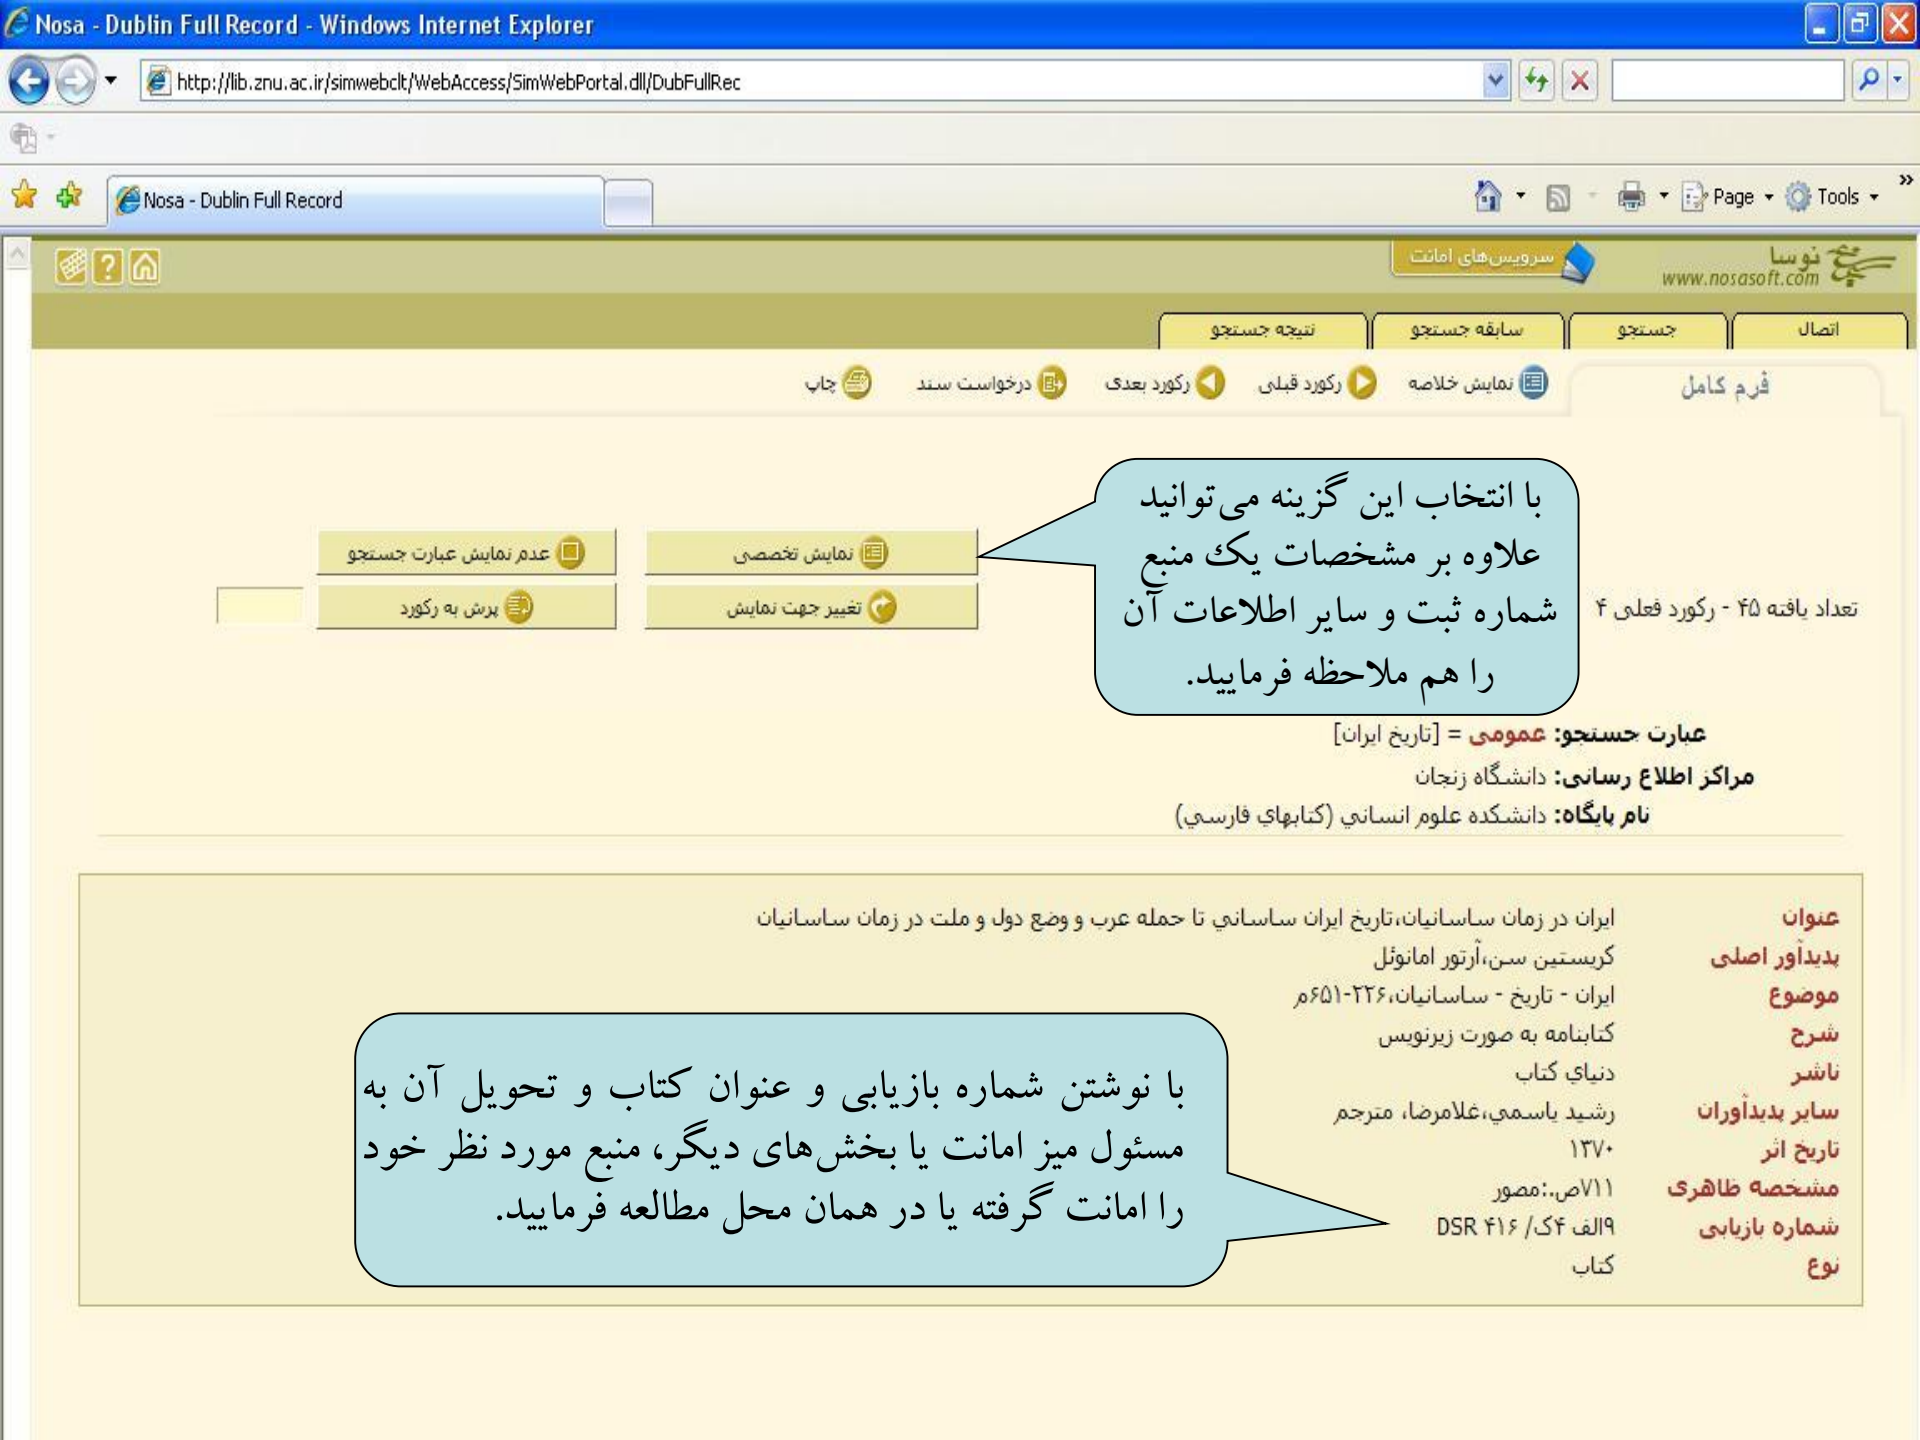 Nosa - Dublin Full Record - Windows Internet Explorer
http://lib.znu.ac.ir/simwebclt/WebAccess/SimWebPortal.dll/DubFullRec
Nosa - Dublin Full Record
Page
Tools
نوسا
www.nosasoft.com
سرویس‌های امانت
اتصال
جستجو
سابقه جستجو
نتیجه جستجو
فرم کامل
نمایش خلاصه
رکورد قبلی
رکورد بعدی
درخواست سند
چاپ
با انتخاب این گزینه می‌توانید
علاوه بر مشخصات یک منبع
شماره ثبت و سایر اطلاعات آن
را هم ملاحظه فرمایید.
نمایش تخصصی
عدم نمایش عبارت جستجو
تعداد یافته ۴۵ - رکورد فعلی ۴
تغییر جهت نمایش
پرش به رکورد
عبارت جستجو: عمومی = [تاریخ ایران]
مراکز اطلاع رسانی: دانشگاه زنجان
نام پایگاه: دانشکده علوم انساني (کتابهاي فارسي)
عنوان ایران در زمان ساسانیان،تاریخ ایران ساساني تا حمله عرب و وضع دول و ملت در زمان ساسانیان
پدیدآور اصلی کریستین سن،آرتور امانوئل
موضوع ایران - تاریخ - ساسانیان،۲۲۶-۶۵۱م
شرح کتابنامه به صورت زیرنویس
ناشر دنیاي کتاب
سایر پدیدآوران رشید یاسمي،غلامرضا، مترجم
تاریخ اثر ۱۳۷۰
مشخصه ظاهری ۷۱۱ص.:مصور
شماره بازیابی ۹الف ۴ک/ ۴۱۶ DSR
نوع کتاب
با نوشتن شماره بازیابی و عنوان کتاب و تحویل آن به
مسئول میز امانت یا بخش‌های دیگر، منبع مورد نظر خود
را امانت گرفته یا در همان محل مطالعه فرمایید.